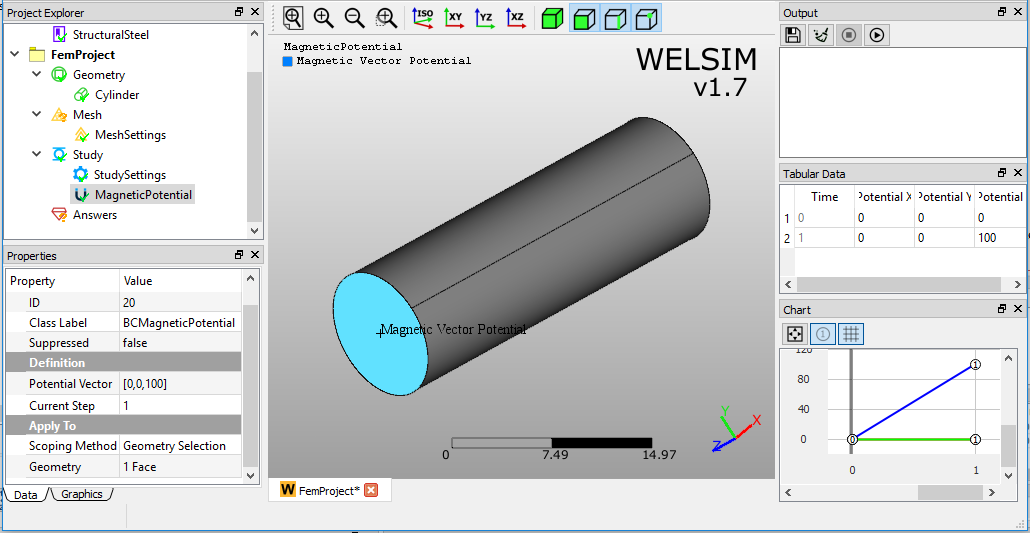 Project Explorer
StructuralSteel
FemProject
Geometry
Cylinder
Mesh
MeshSettings
Study
StudySettings
MagneticPotential
Answers
Properties
Property Value
ID 20
Class Label BCMagneticPotential
Suppressed false
Definition
Potential Vector [0,0,100]
Current Step 1
Apply To
Scoping Method Geometry Selection
Geometry 1 Face
Data Graphics
ISO XY YZ XZ
MagneticPotential
Magnetic Vector Potential
WELSIM
v1.7
Magnetic Vector Potential
Y X Z
0 7.49 14.97
W FemProject*
Output
Tabular Data
Time Potential X Potential Y Potential
1 0 0 0 0
2 1 0 0 100
Chart
1
120
80
40
0
0 1 1
0 1